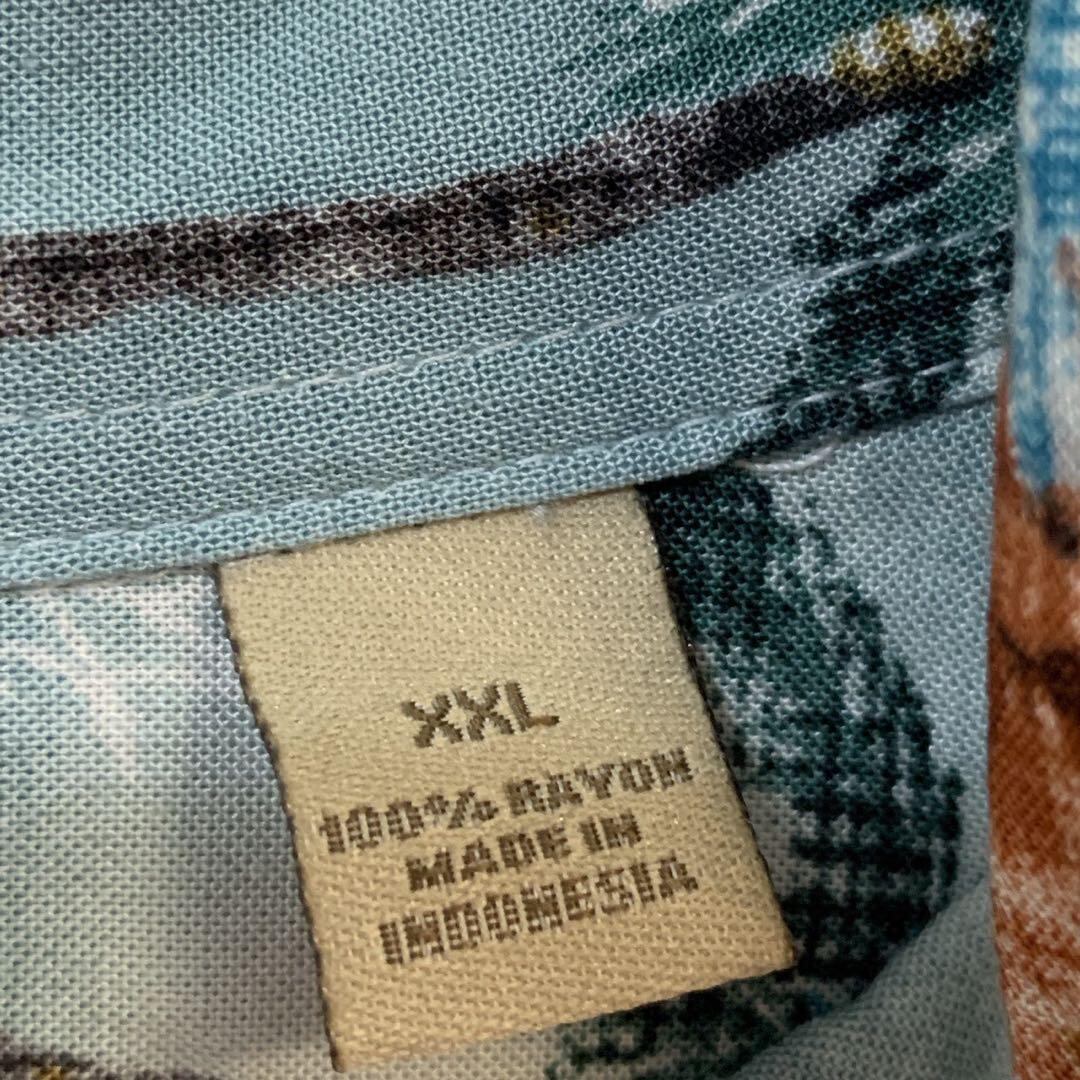 XXL
100% RAYON
MADE IN
INDONESIA